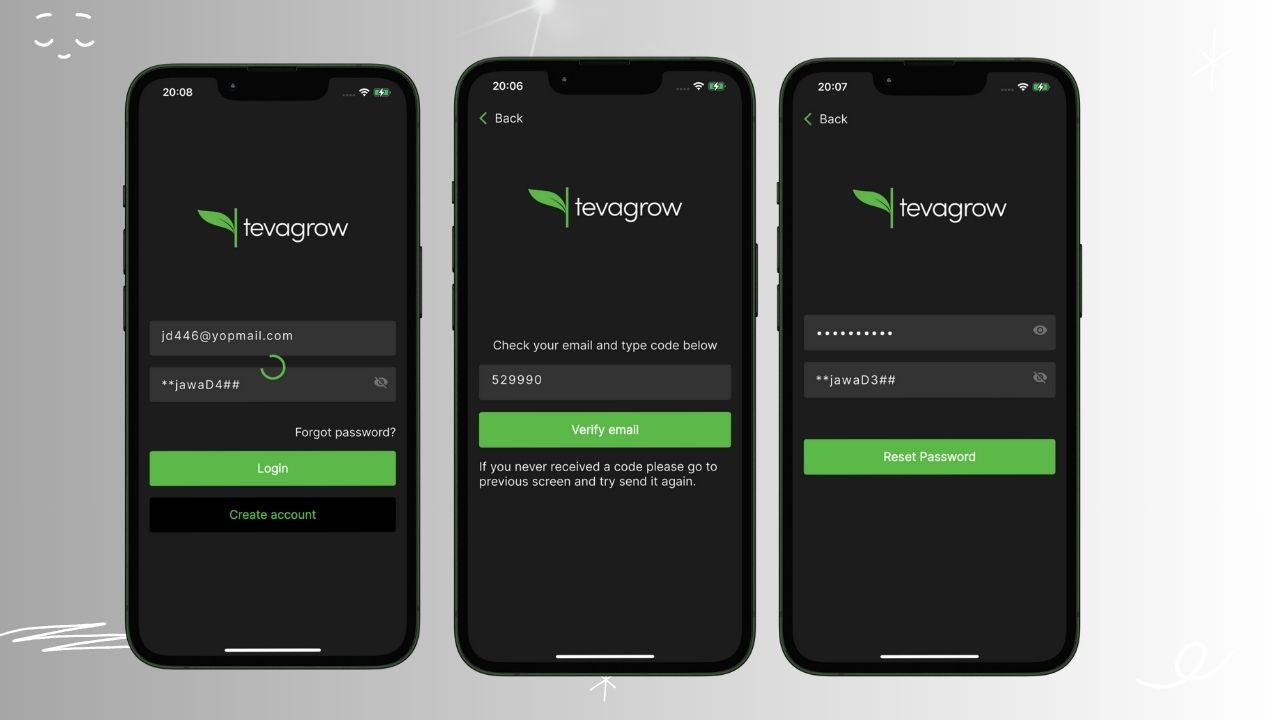 20:08
tevagrow
jd446@yopmail.com
**jawaD4##
Forgot password?
Login
Create account
20:06
Back
tevagrow
Check your email and type code below
529990
Verify email
If you never received a code please go to
previous screen and try send it again.
20:07
Back
tevagrow
••••••••••
**jawaD3##
Reset Password